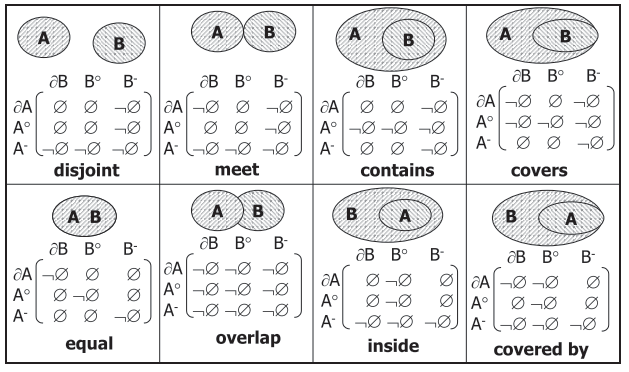 A B
∂B B° B-
∂A ∅ ∅ ¬∅
A° ∅ ∅ ¬∅
A- ¬∅ ¬∅ ¬∅
disjoint
A B
∂B B° B-
∂A ¬∅ ∅ ¬∅
A° ∅ ∅ ¬∅
A- ¬∅ ¬∅ ¬∅
meet
A B
∂B B° B-
∂A ∅ ∅ ¬∅
A° ¬∅ ¬∅ ¬∅
A- ∅ ∅ ¬∅
contains
A B
∂B B° B-
∂A ¬∅ ∅ ¬∅
A° ¬∅ ¬∅ ¬∅
A- ∅ ∅ ¬∅
covers
A B
∂B B° B-
∂A ¬∅ ∅ ∅
A° ∅ ¬∅ ∅
A- ∅ ∅ ¬∅
equal
A B
∂B B° B-
∂A ¬∅ ¬∅ ¬∅
A° ¬∅ ¬∅ ¬∅
A- ¬∅ ¬∅ ¬∅
overlap
B A
∂B B° B-
∂A ∅ ¬∅ ∅
A° ∅ ¬∅ ∅
A- ¬∅ ¬∅ ¬∅
inside
B A
∂B B° B-
∂A ¬∅ ¬∅ ∅
A° ∅ ¬∅ ∅
A- ¬∅ ¬∅ ¬∅
covered by